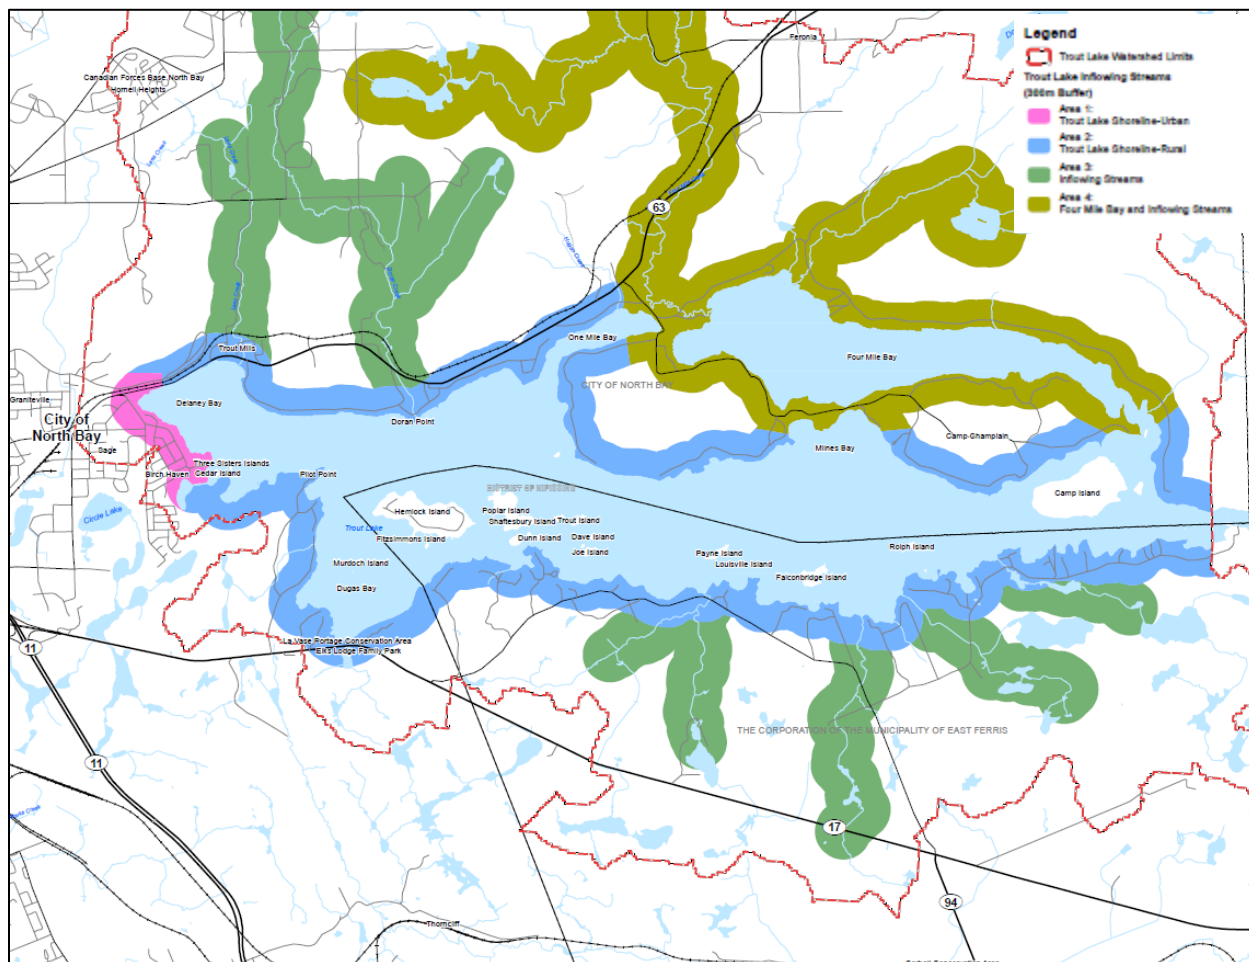 Legend
Trout Lake Watershed Limits
Trout Lake Inflowing Streams
(300m Buffer)
Area 1:
Trout Lake Shoreline-Urban
Area 2:
Trout Lake Shoreline-Rural
Area 3:
Inflowing Streams
Area 4:
Four Mile Bay and Inflowing Streams
Feronia
Canadian Forces Base North Bay
Hornell Heights
63
One Mile Bay
Trout Mills
Four Mile Bay
CITY OF NORTH BAY
Graniteville
Delaney Bay
City of
North Bay
Doran Point
Sage
Camp Champlain
Milnes Bay
Three Sisters Islands
Birch Haven
Cedar Island
Pilot Point
DISTRICT OF NIPISSING
Camp Island
Circle Lake
Hemlock Island
Poplar Island
Shaftesbury Island
Trout Island
Trout Lake
Fitzsimmons Island
Dunn Island
Dave Island
Joe Island
Payne Island
Rolph Island
Murdoch Island
Louisville Island
Falconbridge Island
Dugas Bay
La Vase Portage Conservation Area
Elks Lodge Family Park
11
THE CORPORATION OF THE MUNICIPALITY OF EAST FERRIS
11
17
94
Thorncliff